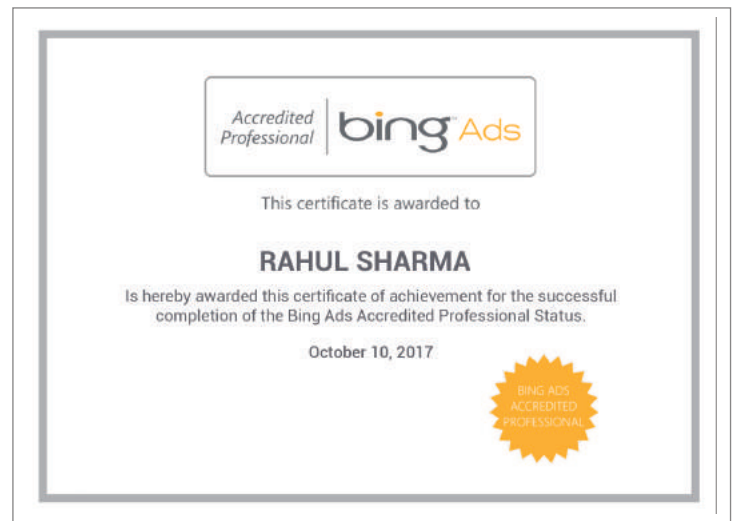 Accredited
Professional
bing Ads
This certificate is awarded to
RAHUL SHARMA
Is hereby awarded this certificate of achievement for the successful
completion of the Bing Ads Accredited Professional Status.
October 10, 2017
BING ADS
ACCREDITED
PROFESSIONAL